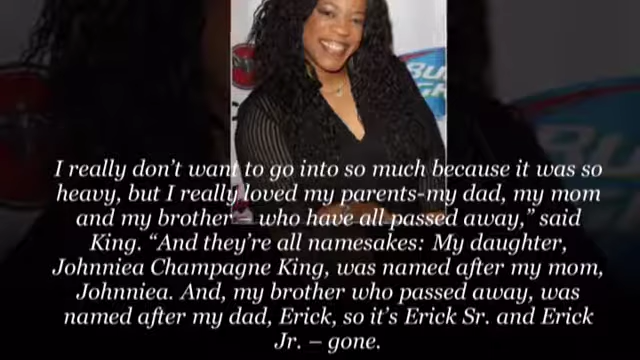 BU
GH
I really don't want to go into so much because it was so
heavy, but I really loved my parents-my dad, my mom
and my brother – who have all passed away,” said
King. “And they're all namesakes: My daughter,
Johnniea Champagne King, was named after my mom,
Johnniea. And, my brother who passed away, was
named after my dad, Erick, so it's Erick Sr. and Erick
Jr. – gone.